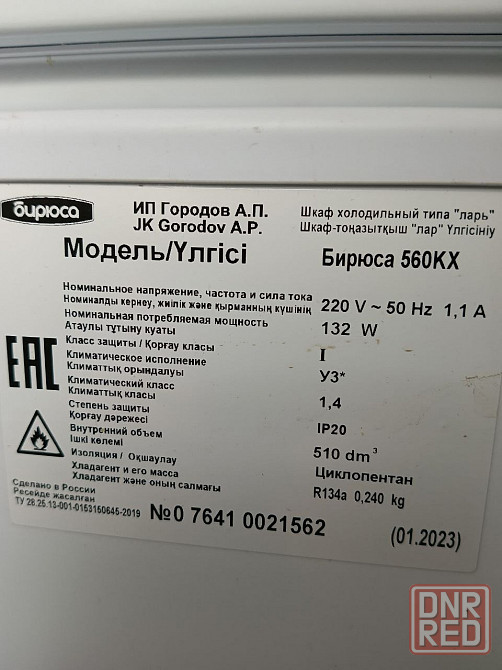 бирюса
ИП Городов А.П.
JK Gorodov A.P.
Шкаф холодильный типа "ларь"
Шкаф-тоңазытқыш "лар" Үлгісініү
Модель/Үлгісі
Бирюса 560KX
Номинальное напряжение, частота и сила тока
Номиналды кернеу, жиілік және қырманның күшінің
220 V ~ 50 Hz 1,1 A
Номинальная потребляемая мощность
Атаулы тұтыну қуаты
132 W
Класс защиты / Қорғау класы
I
Климатическое исполнение
Климаттық орындалуы
У3*
Климатический класс
Климаттық класы
1,4
Степень защиты
Қорғау дәрежесі
IP20
Внутренний объем
Ішкі көлемі
510 dm³
Изоляция / Оқшаулау
Циклопентан
Хладагент и его масса
Хладагент және оның салмағы
R134a 0,240 kg
EAC
Сделано в России
Ресейде жасалған
ТУ 28.25.13-001-0153150645-2019
№0 7641 0021562
(01.2023)
DNR
RED